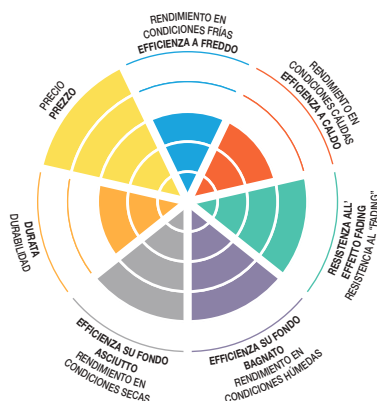 RENDIMIENTO EN
CONDICIONES FRÍAS
EFFICIENZA A FREDDO
RENDIMIENTO EN
CONDICIONES CÁLIDAS
EFFICIENZA A CALDO
RESISTENZA ALL'
EFFETTO FADING
RESISTENCIA AL "FADING"
EFFICIENZA SU FONDO
BAGNATO
RENDIMIENTO EN
CONDICIONES HÚMEDAS
EFFICIENZA SU FONDO
ASCIUTTO
RENDIMIENTO EN
CONDICIONES SECAS
DURATA
DURABILIDAD
PRECIO
PREZZO